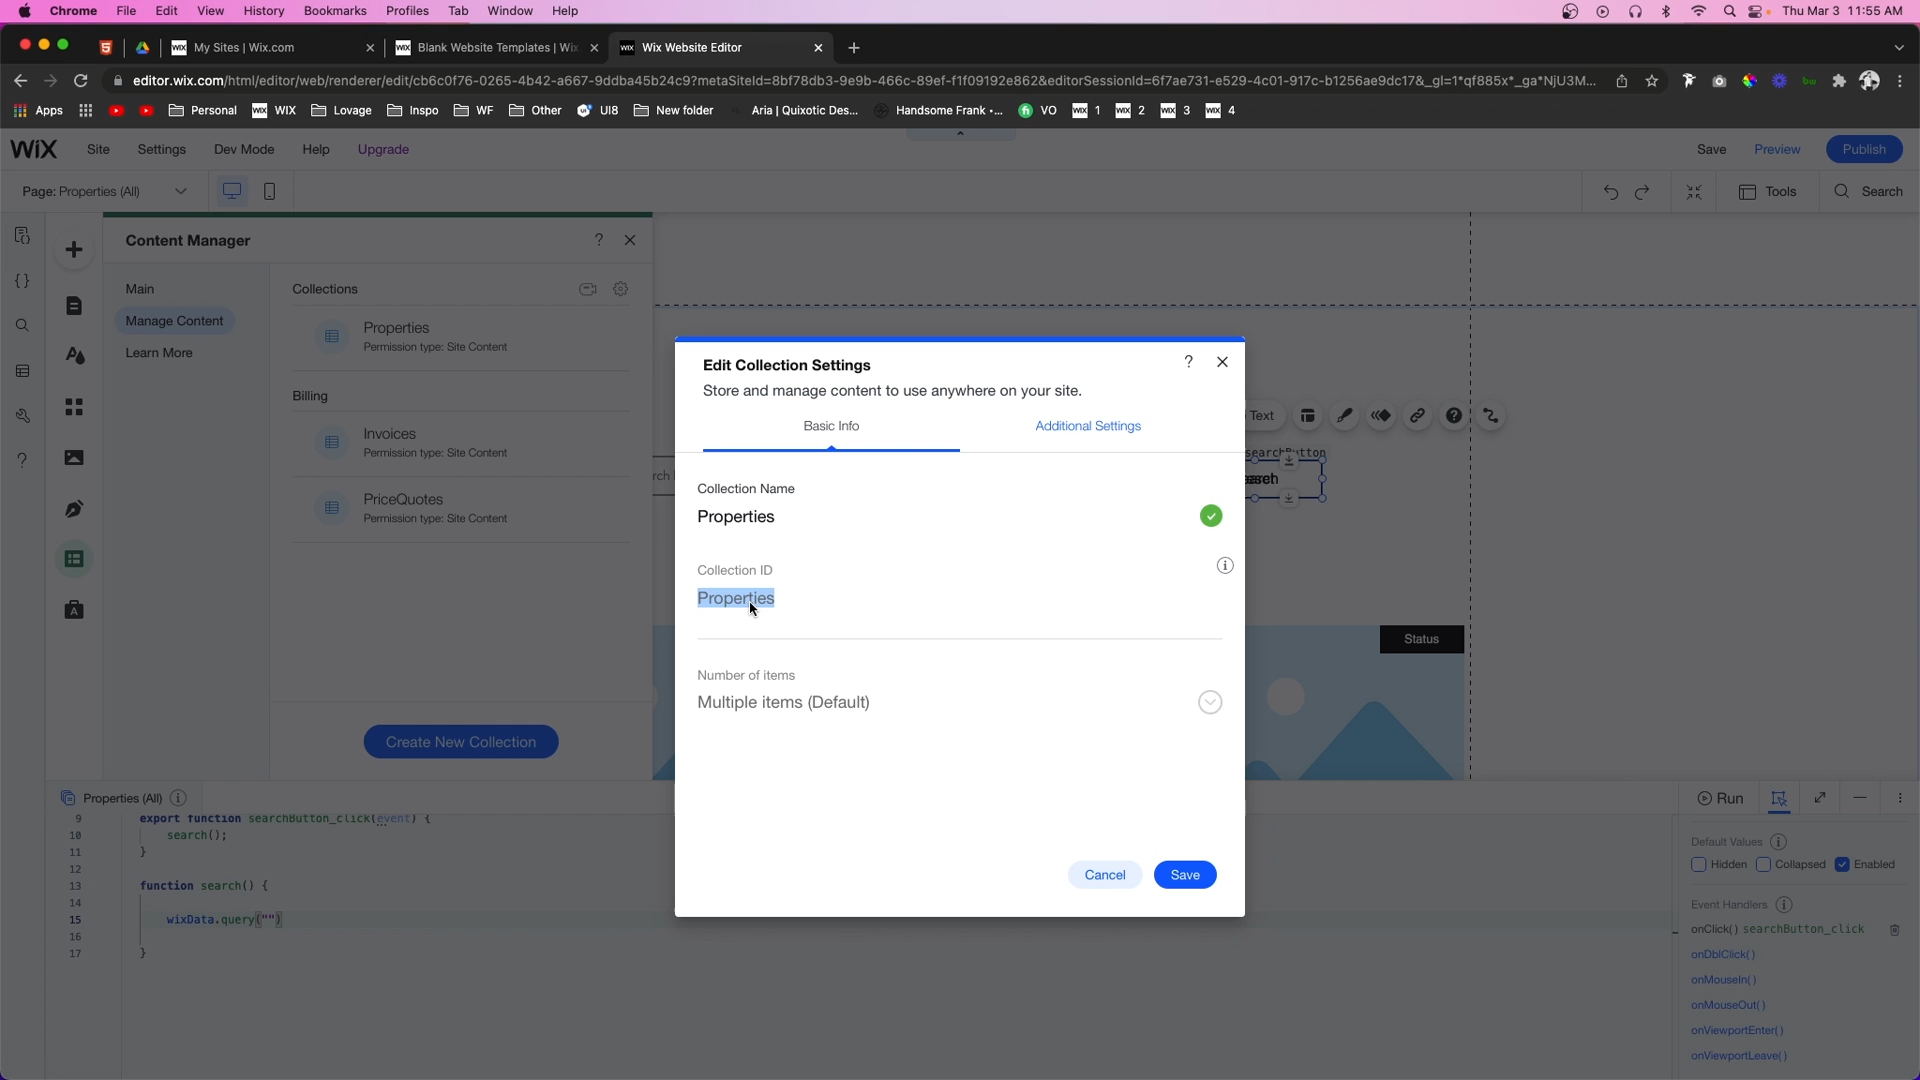 Chrome File Edit View History Bookmarks Profiles Tab Window Help Thu Mar 3 11:55 AM
My Sites | Wix.com Blank Website Templates | Wix Wix Website Editor
editor.wix.com/html/editor/web/renderer/edit/cb6c0f76-0265-4b42-a667-9ddba45b24c9?metaSiteId=8bf78db3-9e9b-466c-89ef-f1f09192e862&editorSessionId=6f7ae731-e529-4c01-917c-b1256ae9dc17&_gl=1*qf885x*_ga*NjU3M...
Apps Personal WIX Lovage Inspo WF Other UI8 New folder Aria | Quixotic Des... Handsome Frank •... VO 1 2 3 4
WiX Site Settings Dev Mode Help Upgrade Save Preview Publish
Page: Properties (All) Tools Search
Content Manager ?
Main
Manage Content
Learn More
Collections
Properties
Permission type: Site Content
Billing
Invoices
Permission type: Site Content
PriceQuotes
Permission type: Site Content
Create New Collection
Edit Collection Settings ?
Store and manage content to use anywhere on your site.
Basic Info Additional Settings
Collection Name
Properties
Collection ID
Properties
Number of items
Multiple items (Default)
Cancel Save
Text
searchButton
Status
Properties (All) Run
9 export function searchButton_click(event) {
10 search();
11 }
12
13 function search() {
14
15 wixData.query("")
16
17 }
Default Values
Hidden Collapsed Enabled
Event Handlers
onClick() searchButton_click
onDblClick()
onMouseIn()
onMouseOut()
onViewportEnter()
onViewportLeave()